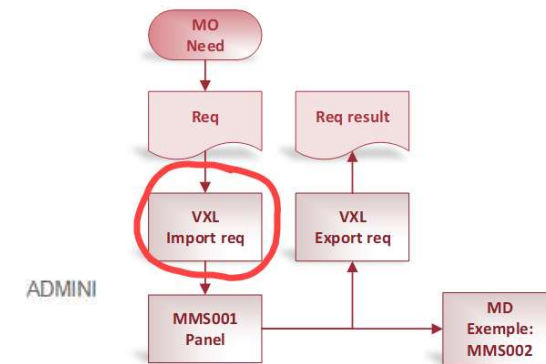 MO
Need
Req
Req result
VXL
Import req
VXL
Export req
ADMINI
MMS001
Panel
MD
Exemple:
MMS002